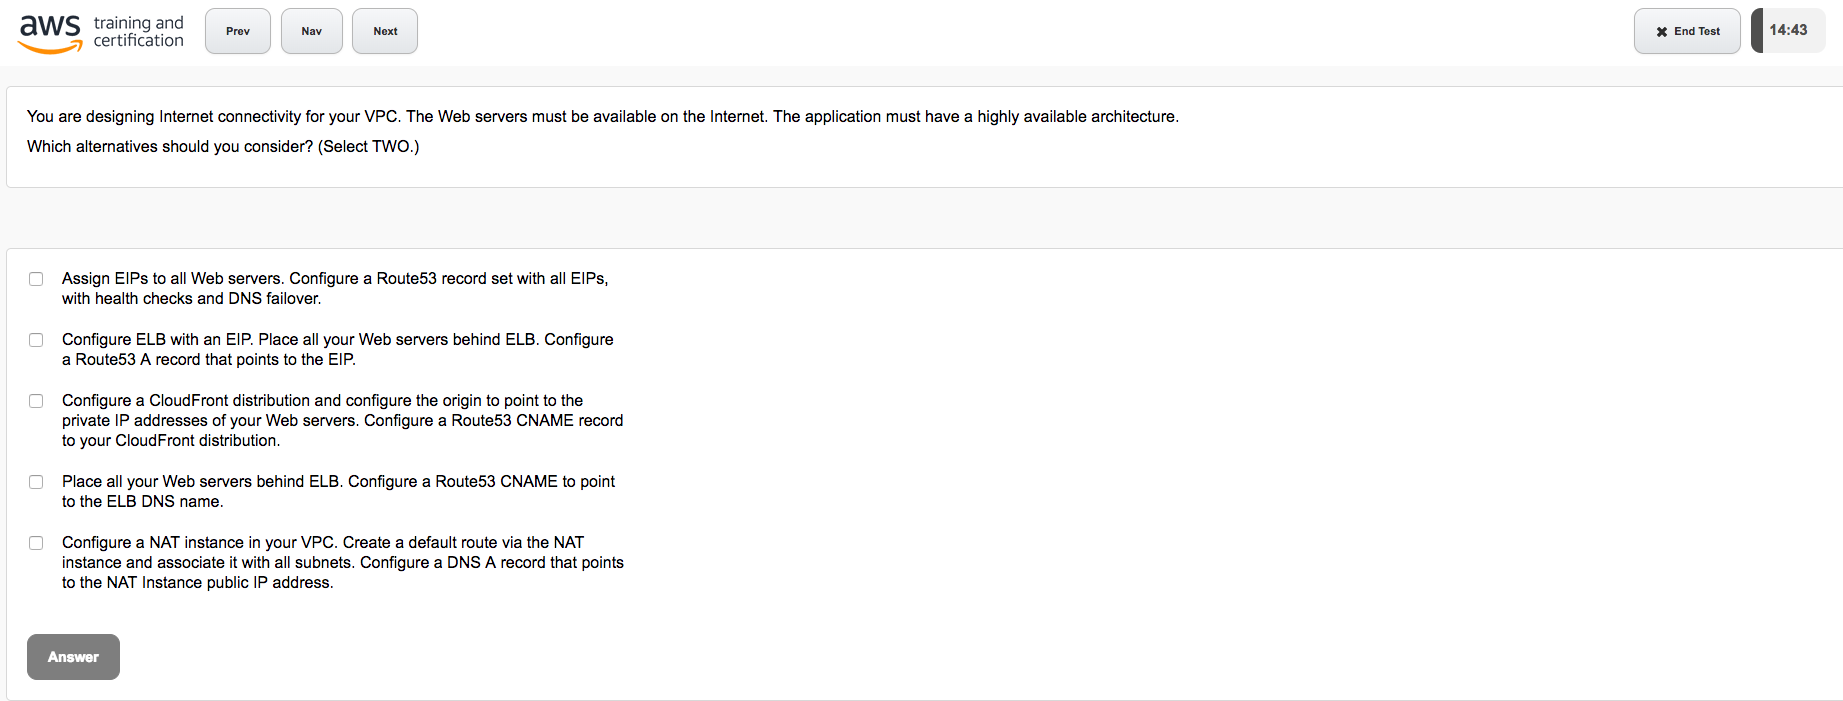 aws training and certification
Prev
Nav
Next
✖ End Test
14:43
You are designing Internet connectivity for your VPC. The Web servers must be available on the Internet. The application must have a highly available architecture.
Which alternatives should you consider? (Select TWO.)
Assign EIPs to all Web servers. Configure a Route53 record set with all EIPs,
with health checks and DNS failover.
Configure ELB with an EIP. Place all your Web servers behind ELB. Configure
a Route53 A record that points to the EIP.
Configure a CloudFront distribution and configure the origin to point to the
private IP addresses of your Web servers. Configure a Route53 CNAME record
to your CloudFront distribution.
Place all your Web servers behind ELB. Configure a Route53 CNAME to point
to the ELB DNS name.
Configure a NAT instance in your VPC. Create a default route via the NAT
instance and associate it with all subnets. Configure a DNS A record that points
to the NAT Instance public IP address.
Answer